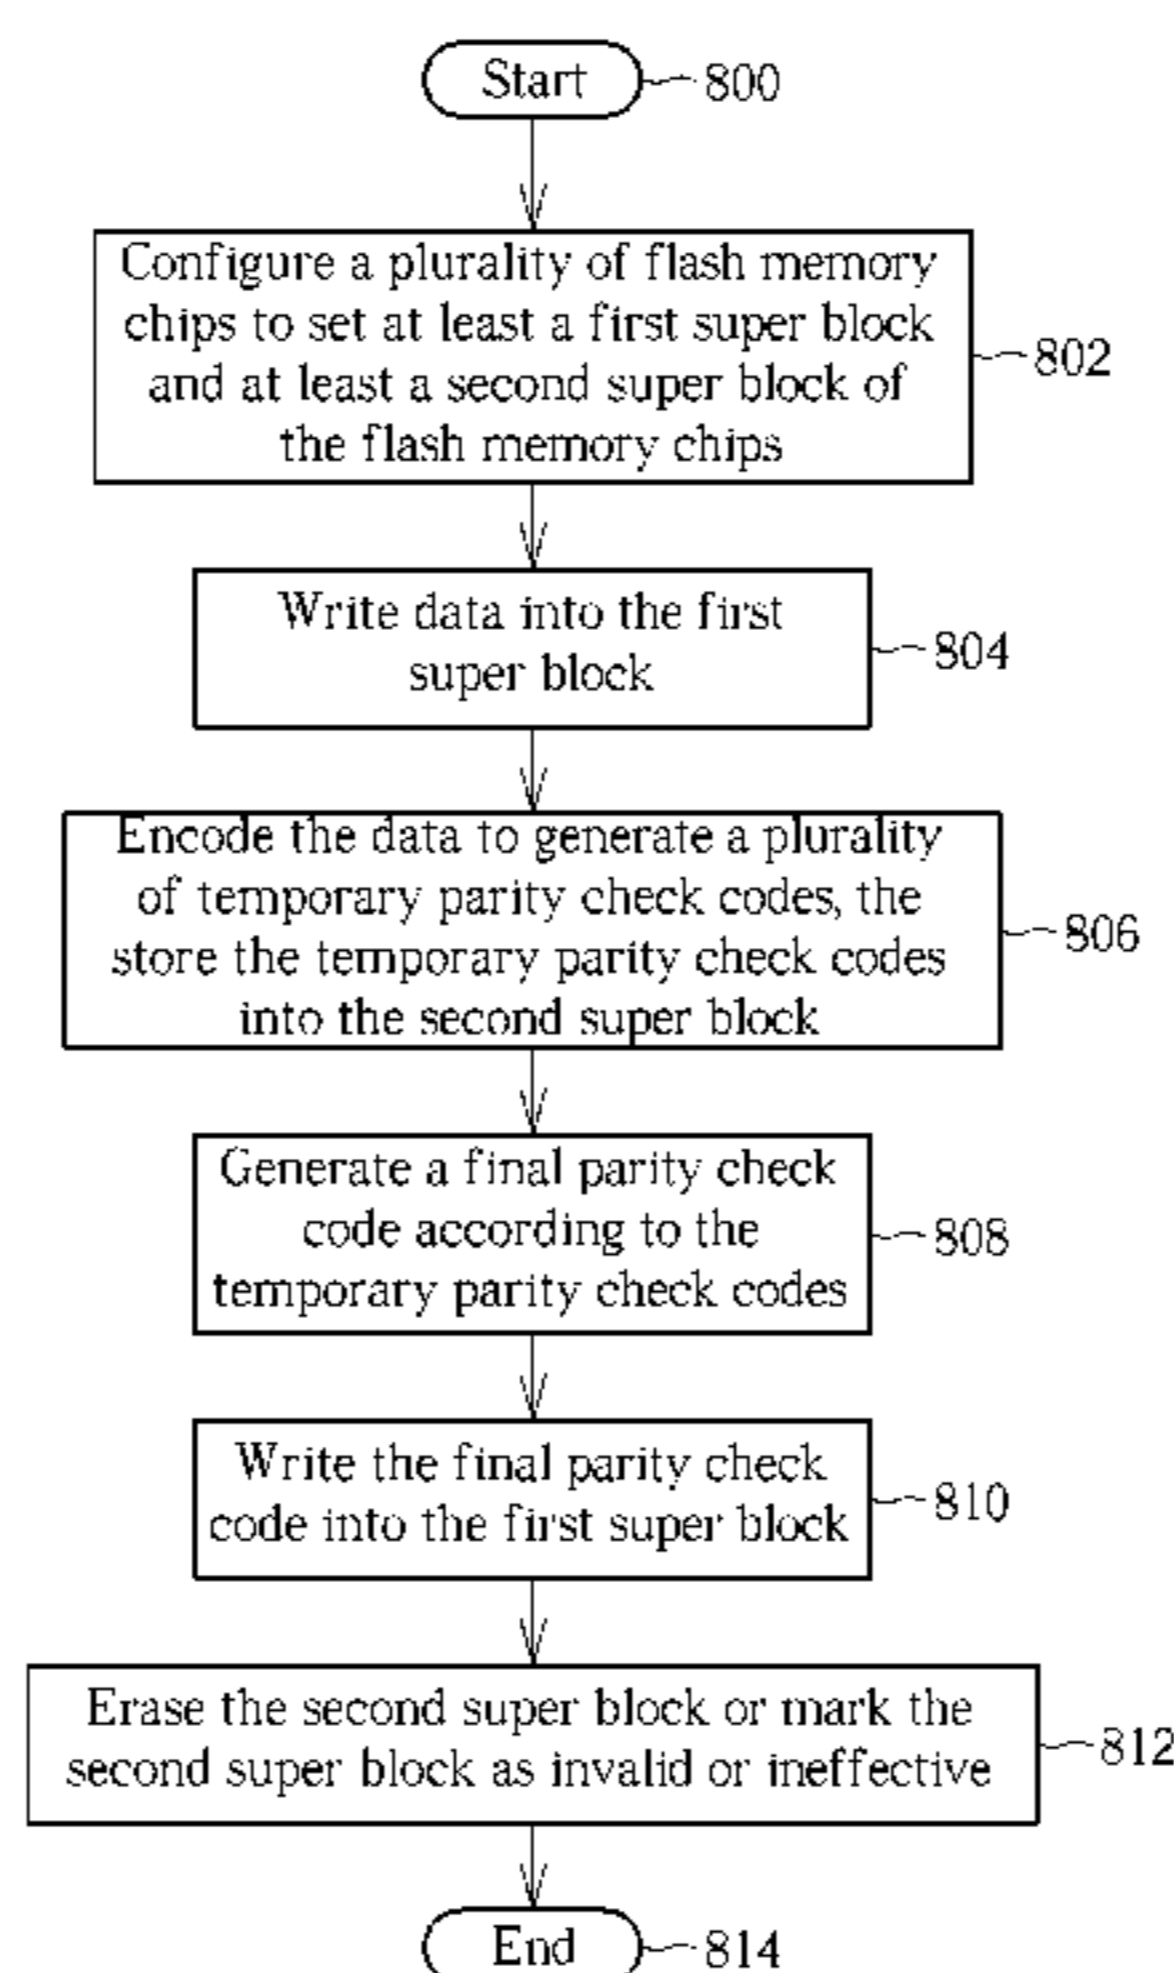 Start
800
Configure a plurality of flash memory
chips to set at least a first super block
and at least a second super block of
the flash memory chips
802
Write data into the first
super block
804
Encode the data to generate a plurality
of temporary parity check codes, the
store the temporary parity check codes
into the second super block
806
Generate a final parity check
code according to the
temporary parity check codes
808
Write the final parity check
code into the first super block
810
Erase the second super block or mark the
second super block as invalid or ineffective
812
End
814